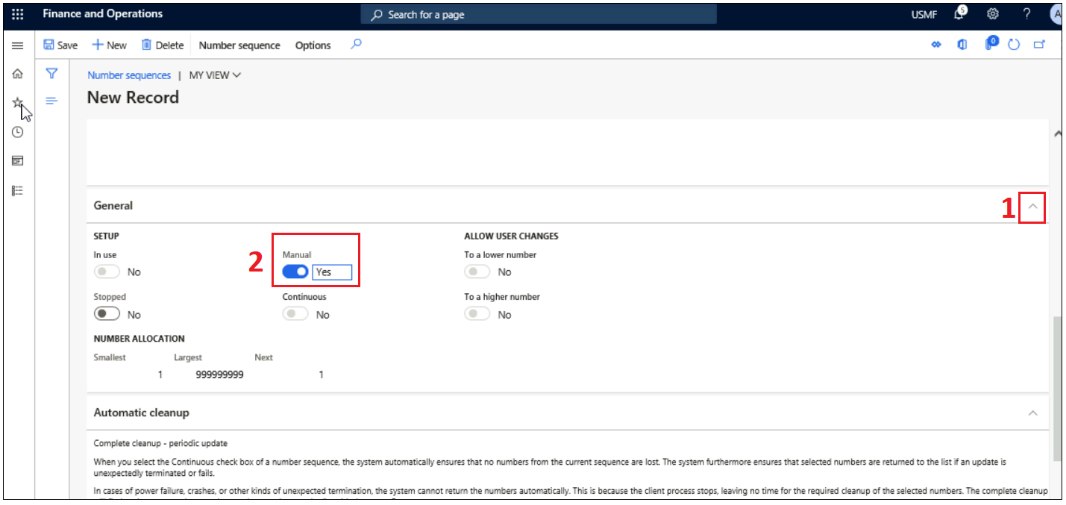 Finance and Operations
Search for a page
USMF
5
?
A
Save
New
Delete
Number sequence
Options
0
Number sequences | MY VIEW
New Record
General
1
SETUP
ALLOW USER CHANGES
In use
2
Manual
To a lower number
No
Yes
No
Stopped
Continuous
To a higher number
No
No
No
NUMBER ALLOCATION
Smallest
Largest
Next
1
999999999
1
Automatic cleanup
Complete cleanup - periodic update
When you select the Continuous check box of a number sequence, the system automatically ensures that no numbers from the current sequence are lost. The system furthermore ensures that selected numbers are returned to the list if an update is
unexpectedly terminated or fails.
In cases of power failure, crashes, or other kinds of unexpected termination, the system cannot return the numbers automatically. This is because the client process stops, leaving no time for the required cleanup of the selected numbers. The complete cleanup